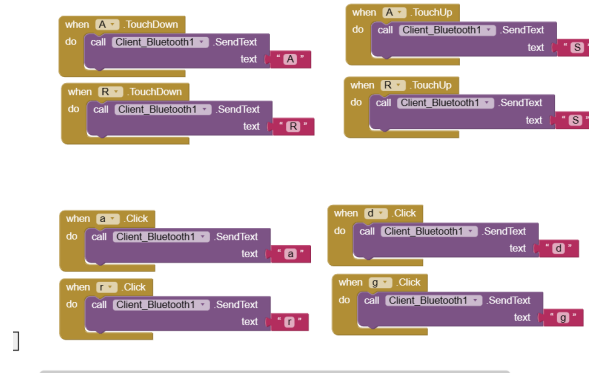 when A .TouchDown
do call Client_Bluetooth1 .SendText
text " A "
when A .TouchUp
do call Client_Bluetooth1 .SendText
text " S "
when R .TouchDown
do call Client_Bluetooth1 .SendText
text " R "
when R .TouchUp
do call Client_Bluetooth1 .SendText
text " S "
when a .Click
do call Client_Bluetooth1 .SendText
text " a "
when d .Click
do call Client_Bluetooth1 .SendText
text " d "
when r .Click
do call Client_Bluetooth1 .SendText
text " r "
when g .Click
do call Client_Bluetooth1 .SendText
text " g "
]